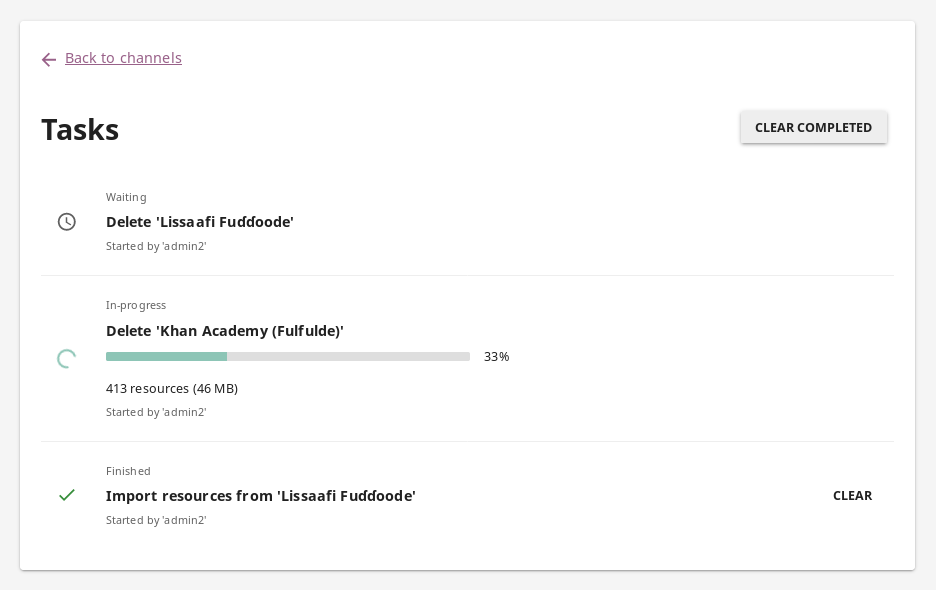 Back to channels
Tasks
CLEAR COMPLETED
Waiting
Delete 'Lissaafi Fuɗɗoode'
Started by 'admin2'
In-progress
Delete 'Khan Academy (Fulfulde)'
33%
413 resources (46 MB)
Started by 'admin2'
Finished
Import resources from 'Lissaafi Fuɗɗoode'
CLEAR
Started by 'admin2'